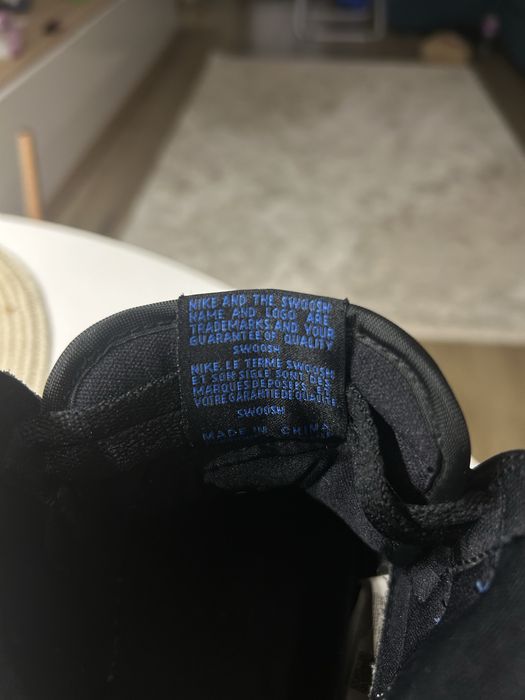 NIKE AND THE SWOOSH
NAME AND LOGO ARE
TRADEMARKS AND YOUR
GUARANTEE OF QUALITY
SWOOSH
NIKE. LE TERME SWOOSH
ET SON SIGLE SONT DES
MARQUES DEPOSEES ET
VOTRE GARANTIE DE QUALITE
SWOOSH
MADE IN CHINA